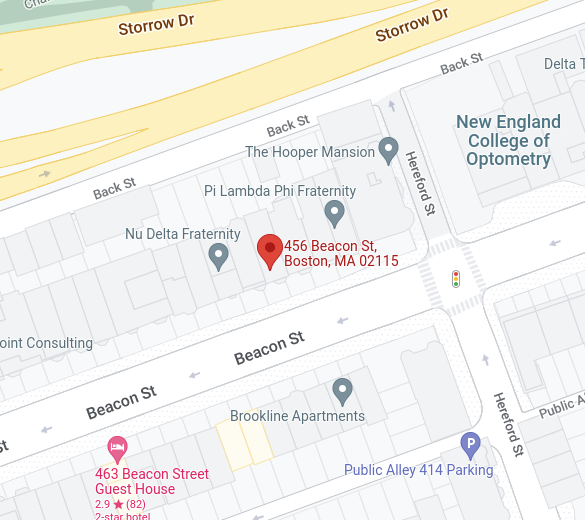 Storrow Dr
Storrow Dr
Back St
Delta T
Back St
New England
College of
Optometry
The Hooper Mansion
Hereford St
Back St
Pi Lambda Phi Fraternity
Nu Delta Fraternity
456 Beacon St,
Boston, MA 02115
oint Consulting
Beacon St
Beacon St
Brookline Apartments
Public Al
Hereford St
St
463 Beacon Street
Guest House
2.9 ★ (82)
2-star hotel
P
Public Alley 414 Parking